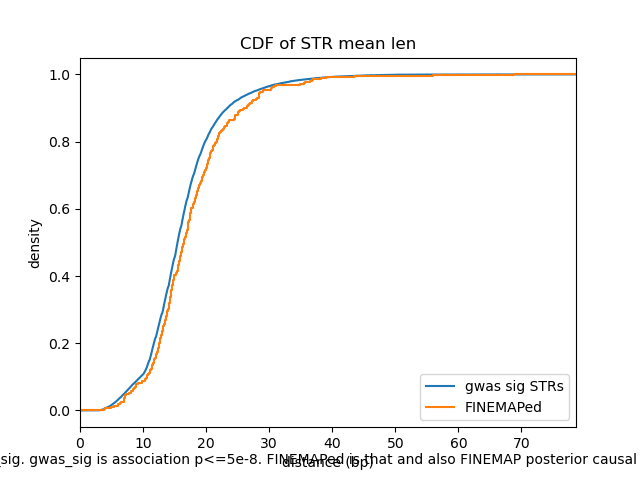 CDF of STR mean len
1.0
0.8
0.6
0.4
0.2
0.0
density
gwas sig STRs
FINEMAPed
0 10 20 30 40 50 60 70
distance (bp)
_sig. gwas_sig is association p<=5e-8. FINEMAPed is that and also FINEMAP posterior causal